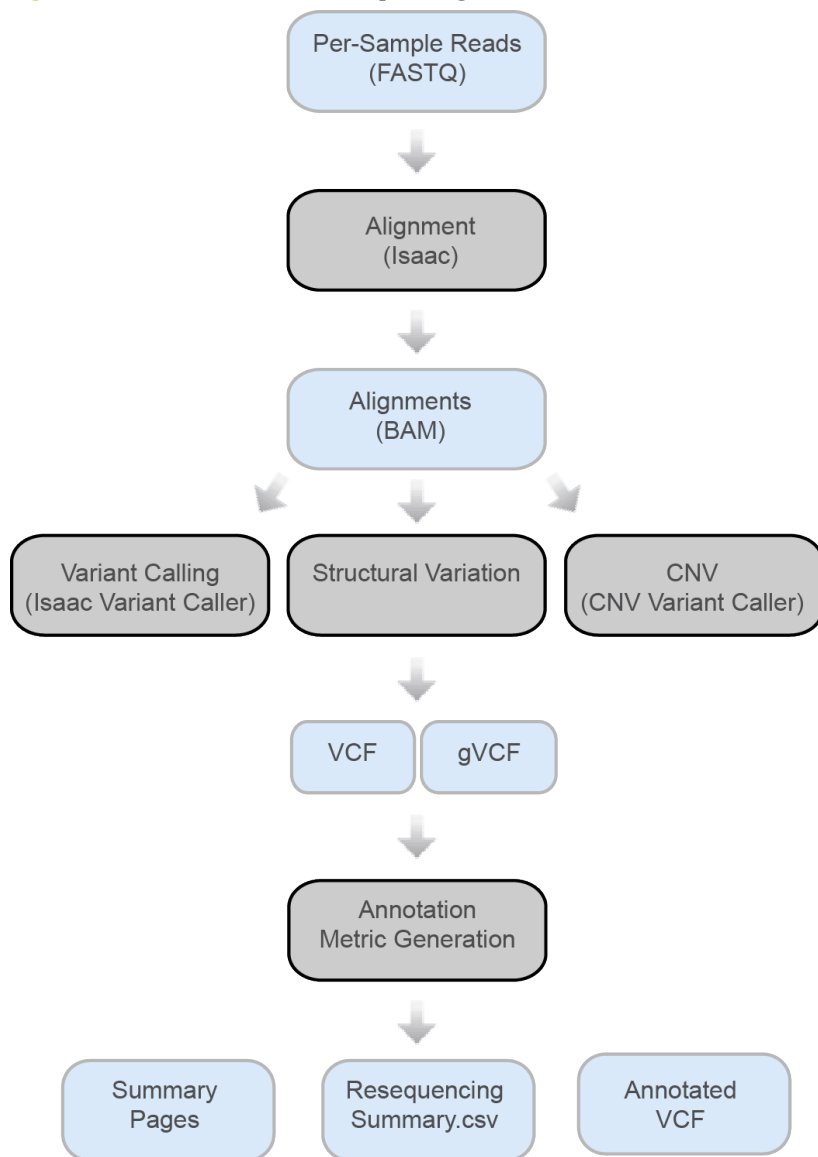 Per-Sample Reads
(FASTQ)
Alignment
(Isaac)
Alignments
(BAM)
Variant Calling
(Isaac Variant Caller)
Structural Variation
CNV
(CNV Variant Caller)
VCF
gVCF
Annotation
Metric Generation
Summary
Pages
Resequencing
Summary.csv
Annotated
VCF